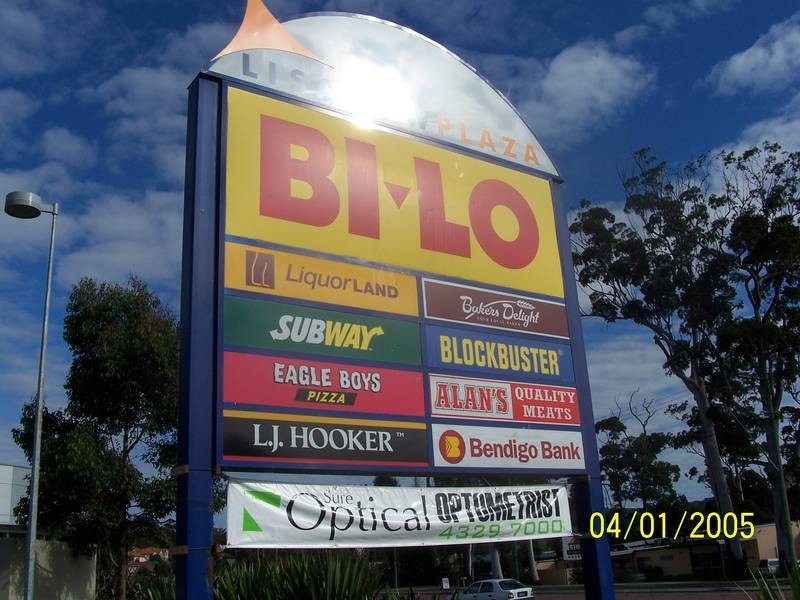 PLAZA
BI-LO
LiquorLAND
Bakers Delight
SUBWAY
BLOCKBUSTER
EAGLE BOYS
PIZZA
ALAN'S QUALITY
MEATS
L.J. HOOKER™
Bendigo Bank
Sure
Optical OPTOMETRIST
4329 7000
04/01/2005